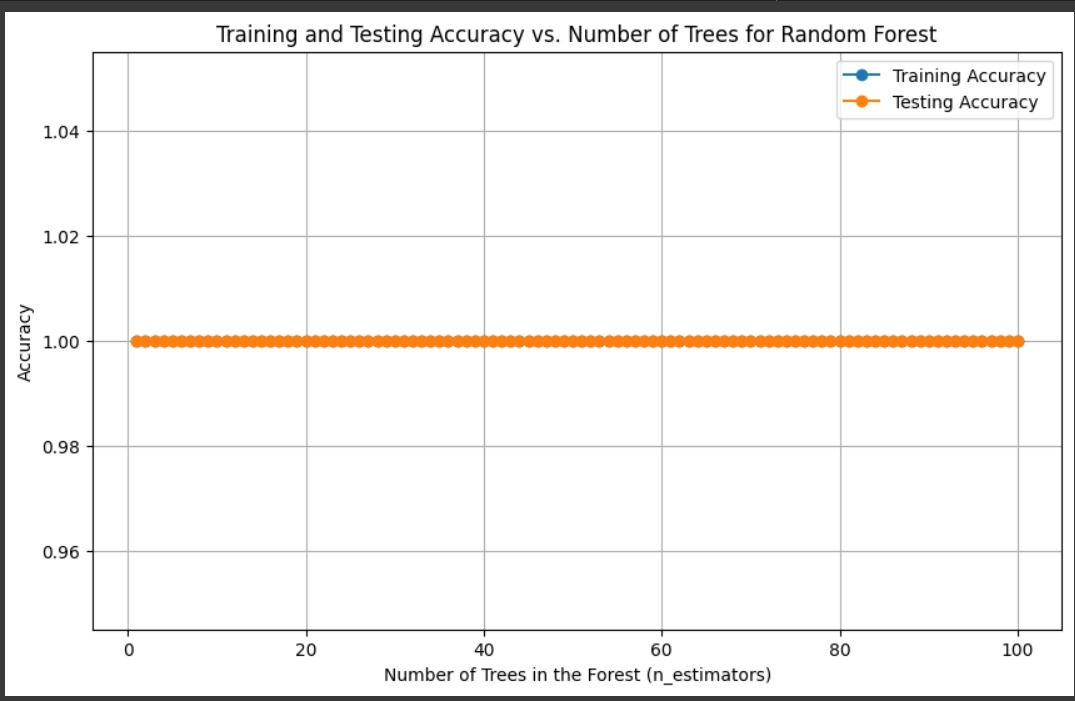 Training and Testing Accuracy vs. Number of Trees for Random Forest
Training Accuracy
Testing Accuracy
1.04
1.02
1.00
0.98
0.96
Accuracy
0 20 40 60 80 100
Number of Trees in the Forest (n_estimators)